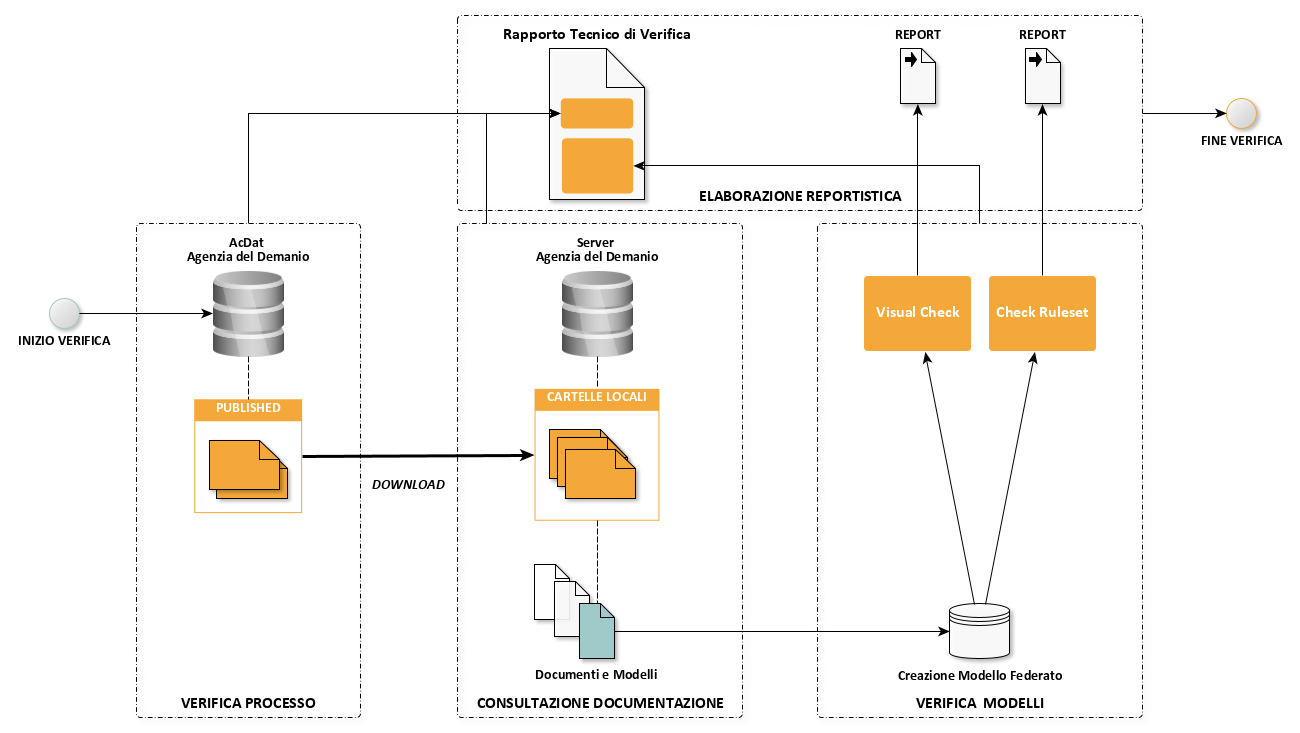 Rapporto Tecnico di Verifica
REPORT
REPORT
FINE VERIFICA
ELABORAZIONE REPORTISTICA
AcDat
Agenzia del Demanio
Server
Agenzia del Demanio
INIZIO VERIFICA
Visual Check
Check Ruleset
PUBLISHED
CARTELLE LOCALI
DOWNLOAD
Documenti e Modelli
Creazione Modello Federato
VERIFICA PROCESSO
CONSULTAZIONE DOCUMENTAZIONE
VERIFICA MODELLI